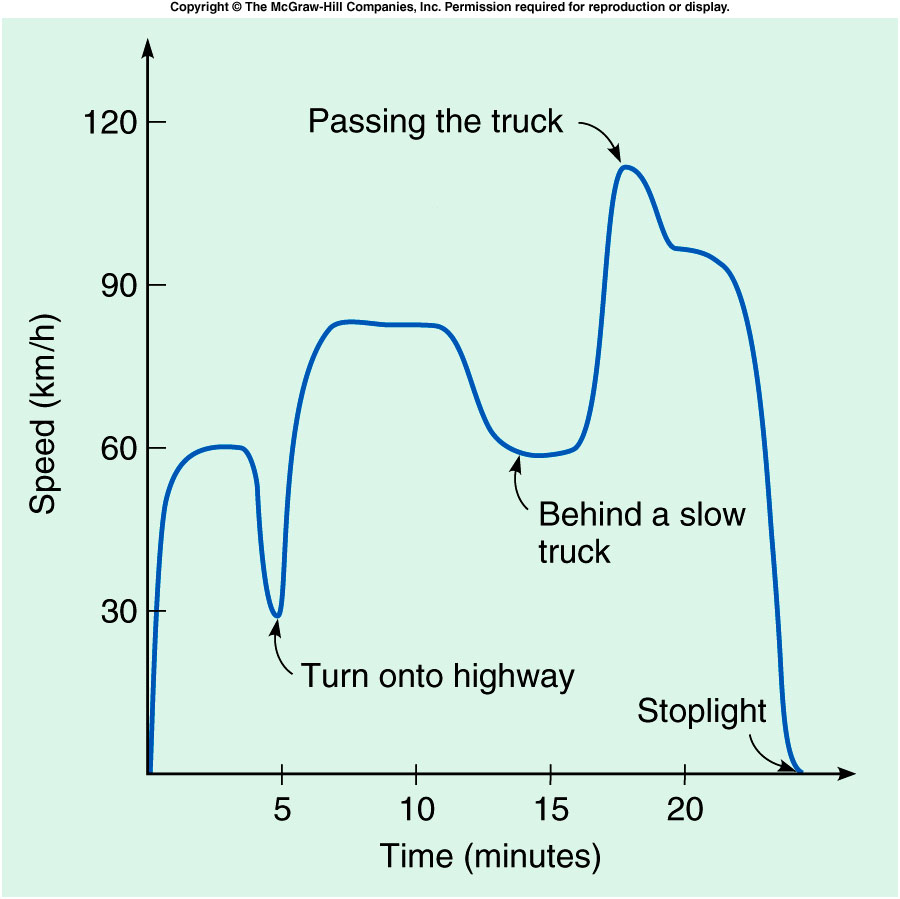 Copyright © The McGraw-Hill Companies, Inc. Permission required for reproduction or display.
120
Passing the truck
90
Speed (km/h)
60
Behind a slow
truck
30
Turn onto highway
Stoplight
5 10 15 20
Time (minutes)